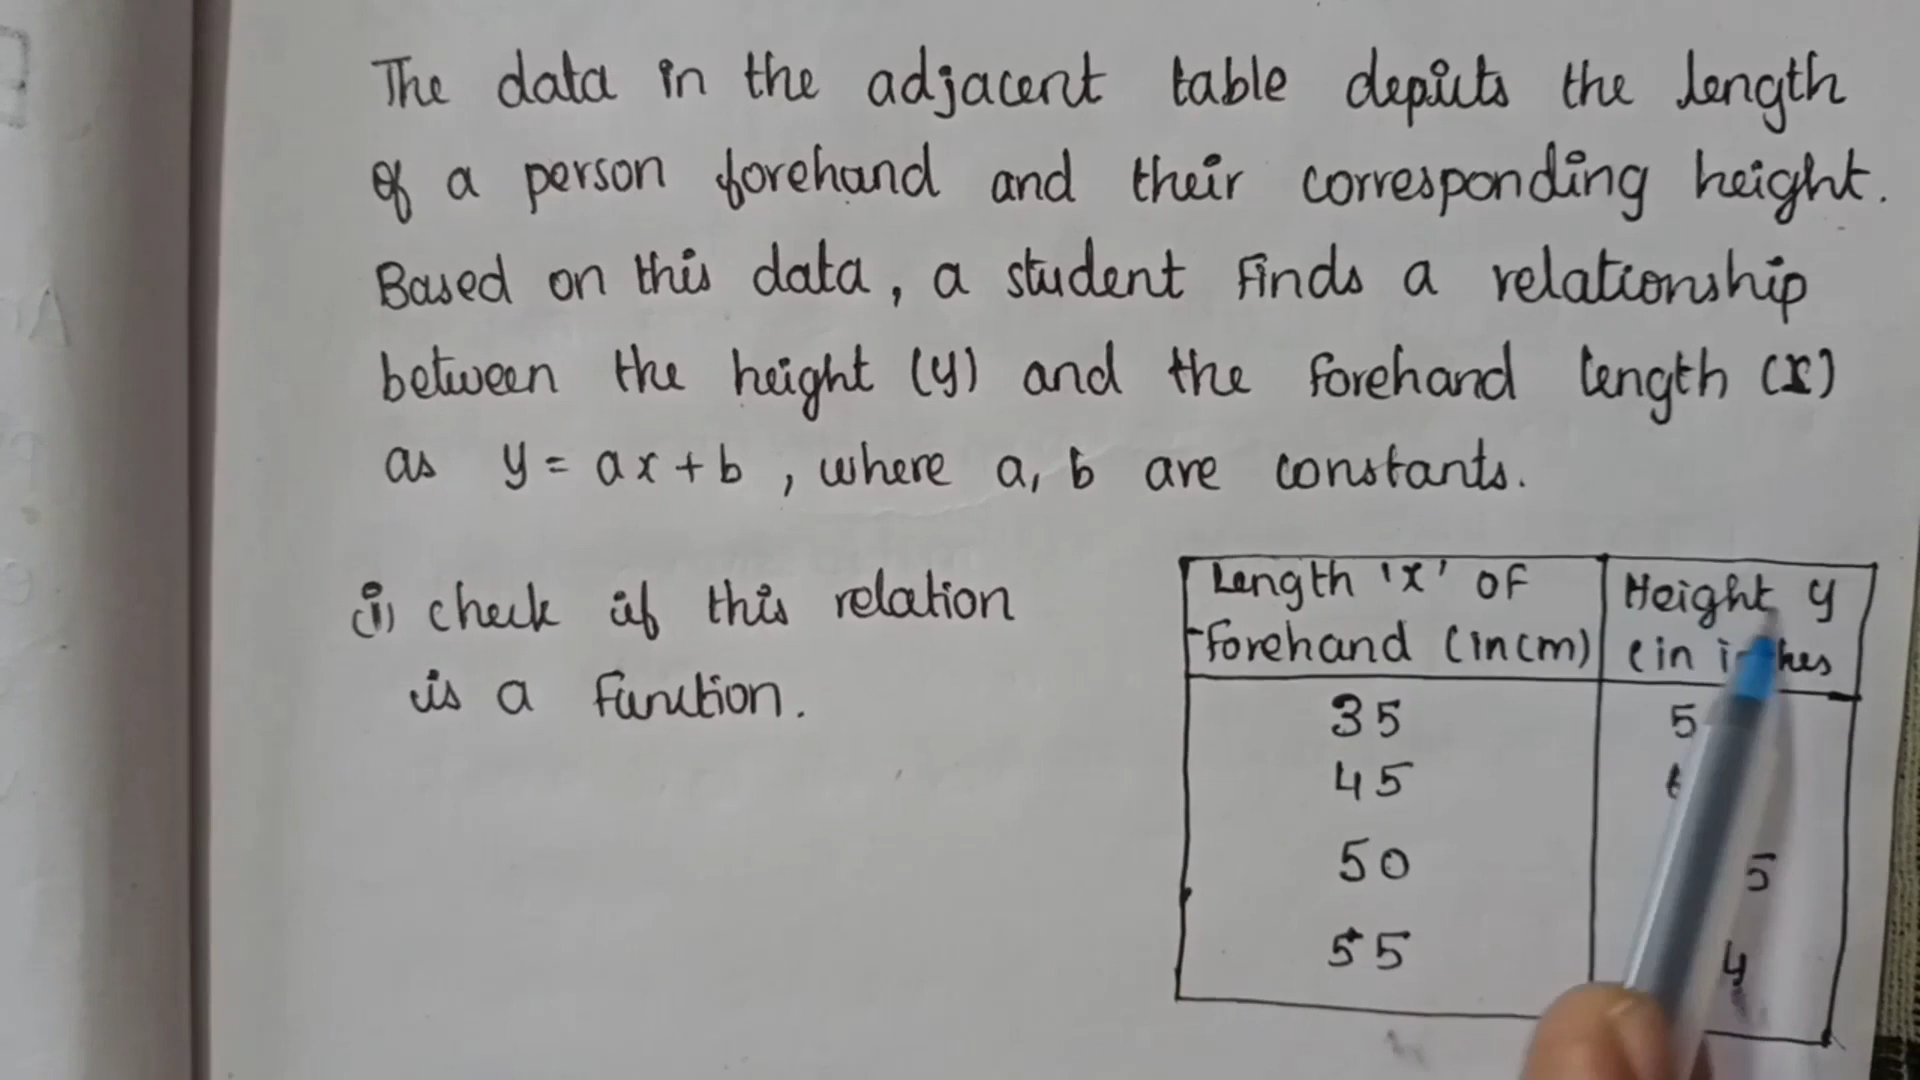 The data in the adjacent table depicts the length
of a person forehand and their corresponding height.
Based on this data, a student finds a relationship
between the height (y) and the forehand length (x)
as y = ax + b , where a, b are constants.
(i) check if this relation
is a function.
Length 'x' of
forehand (in cm)
Height y
(in
35
5
45
50
5
55
4